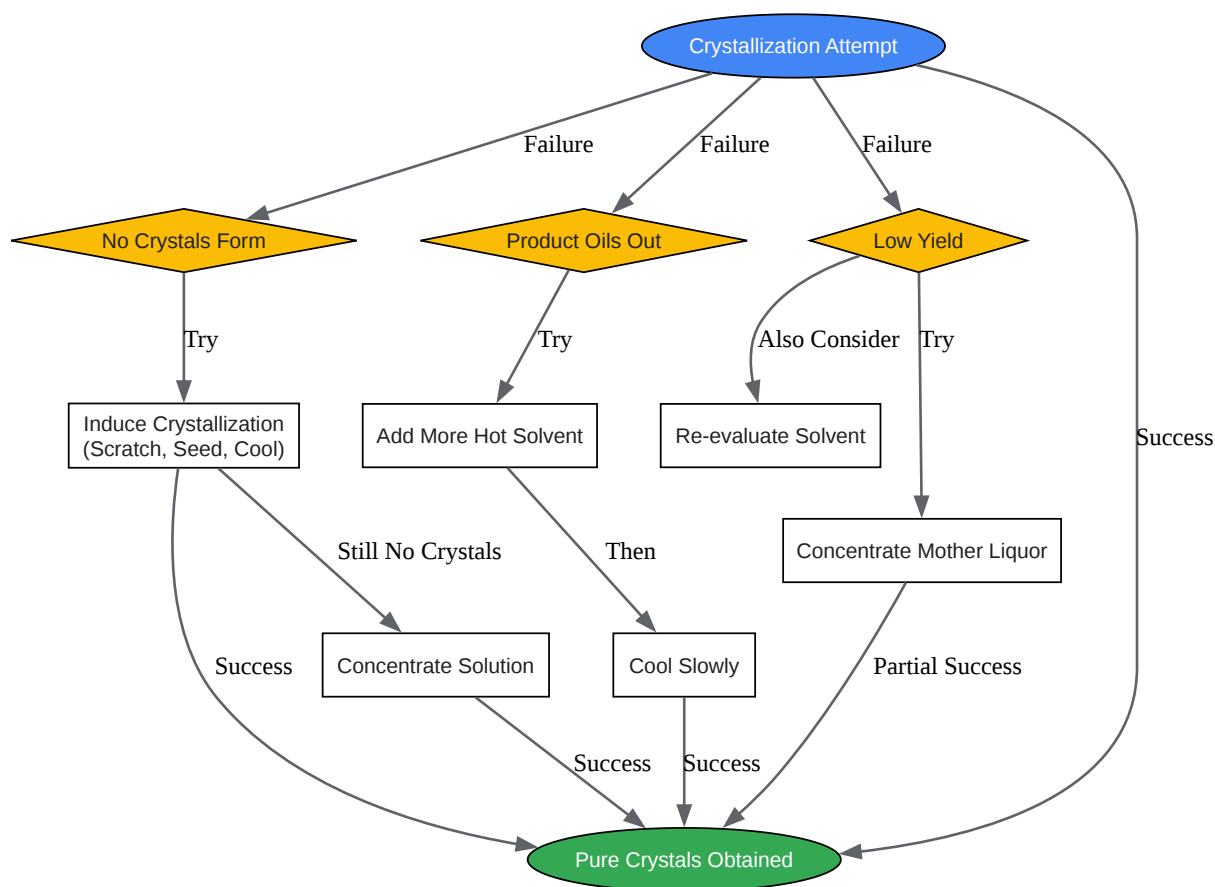 Crystallization Attempt
Failure
Failure
Failure
No Crystals Form
Product Oils Out
Low Yield
Try
Try
Also Consider
Try
Induce Crystallization
(Scratch, Seed, Cool)
Add More Hot Solvent
Re-evaluate Solvent
Success
Still No Crystals
Then
Concentrate Mother Liquor
Success
Concentrate Solution
Cool Slowly
Partial Success
Success
Success
Pure Crystals Obtained